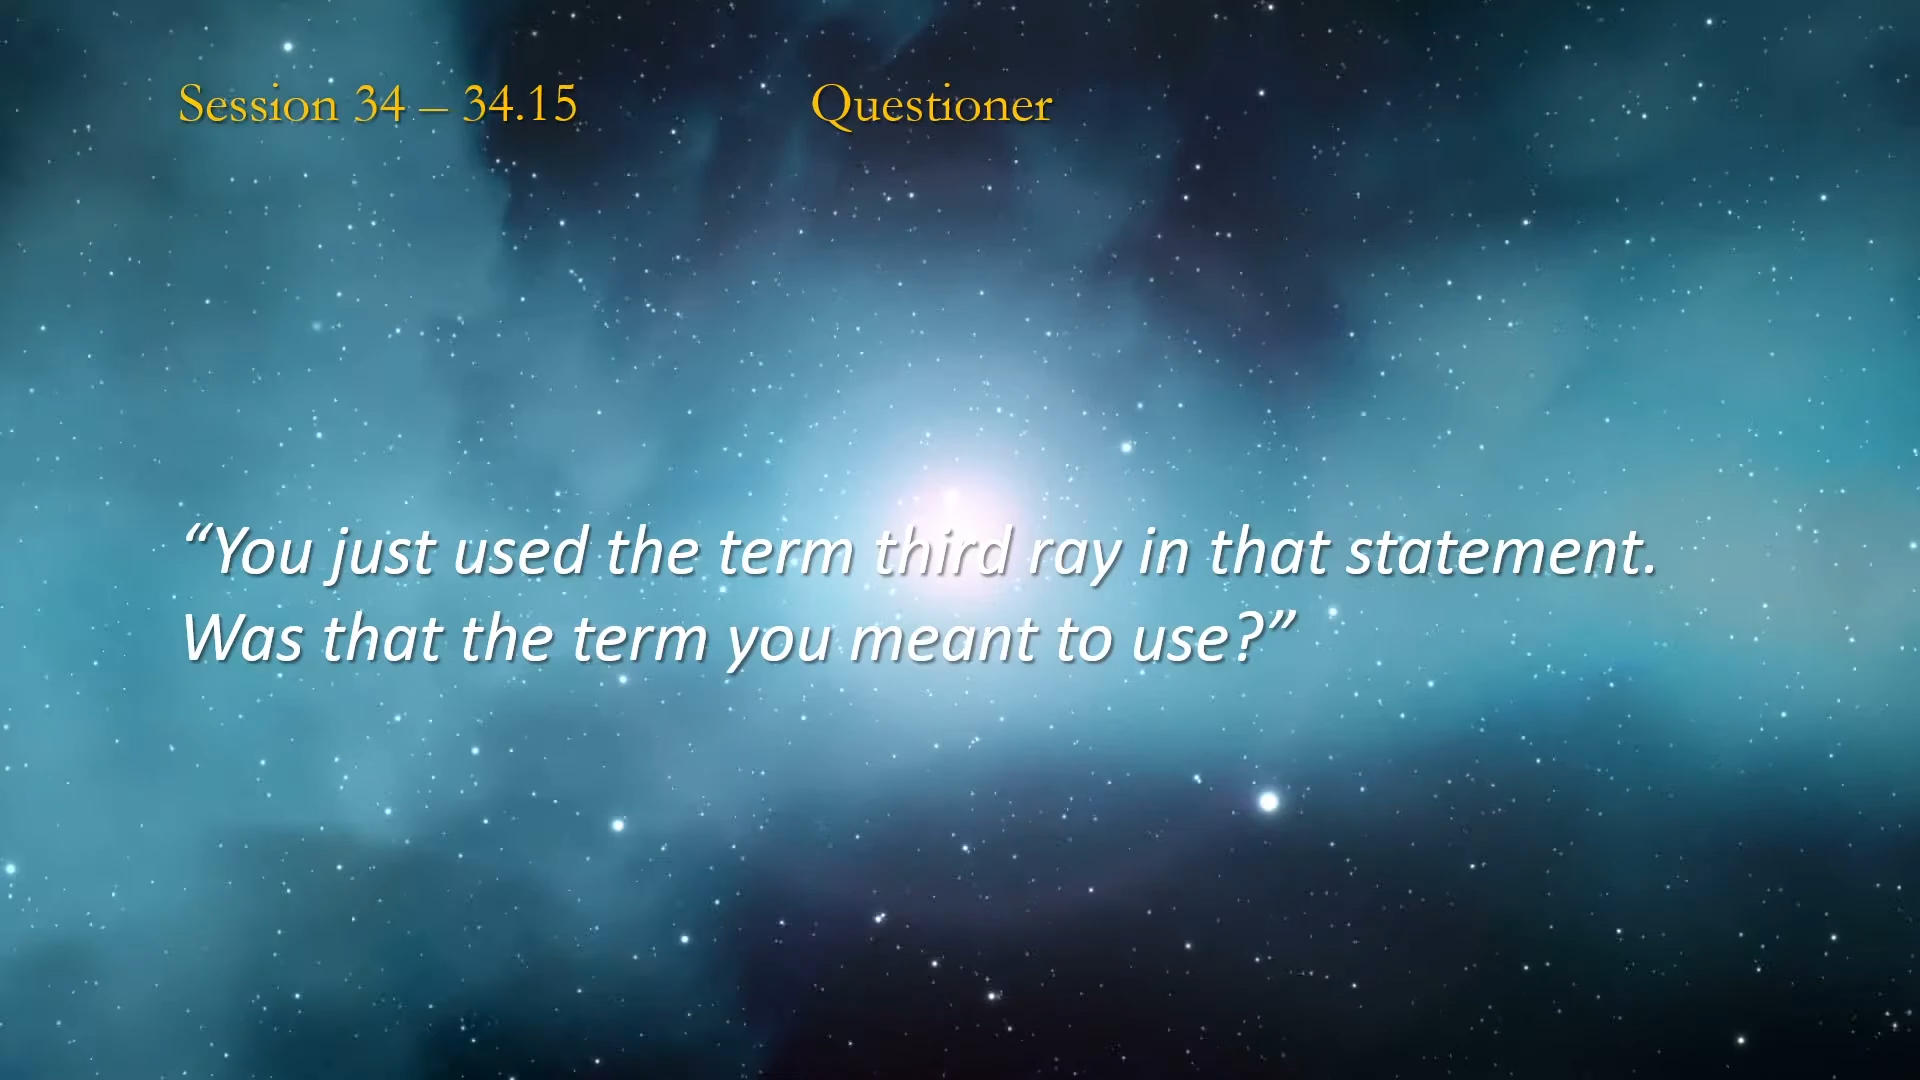 Session 34 – 34.15 Questioner
“You just used the term third ray in that statement.
Was that the term you meant to use?”